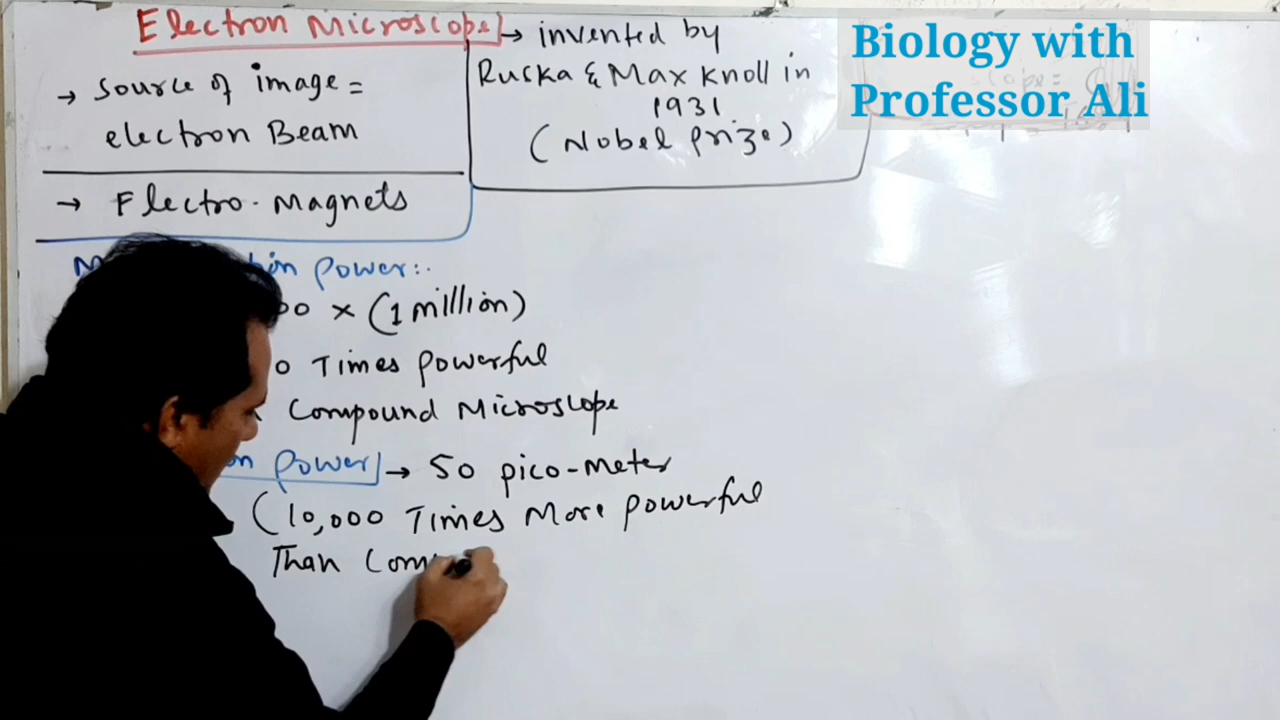 Electron Microscope → invented by
Ruska & Max Knoll in
1931
(Nobel prize)
→ Source of image =
electron Beam
→ Electro-Magnets
power:.
× (1 million)
Times powerful
Compound Microscope
power → 50 pico-meter
(10,000 Times More powerful
Than
Biology with
Professor Ali